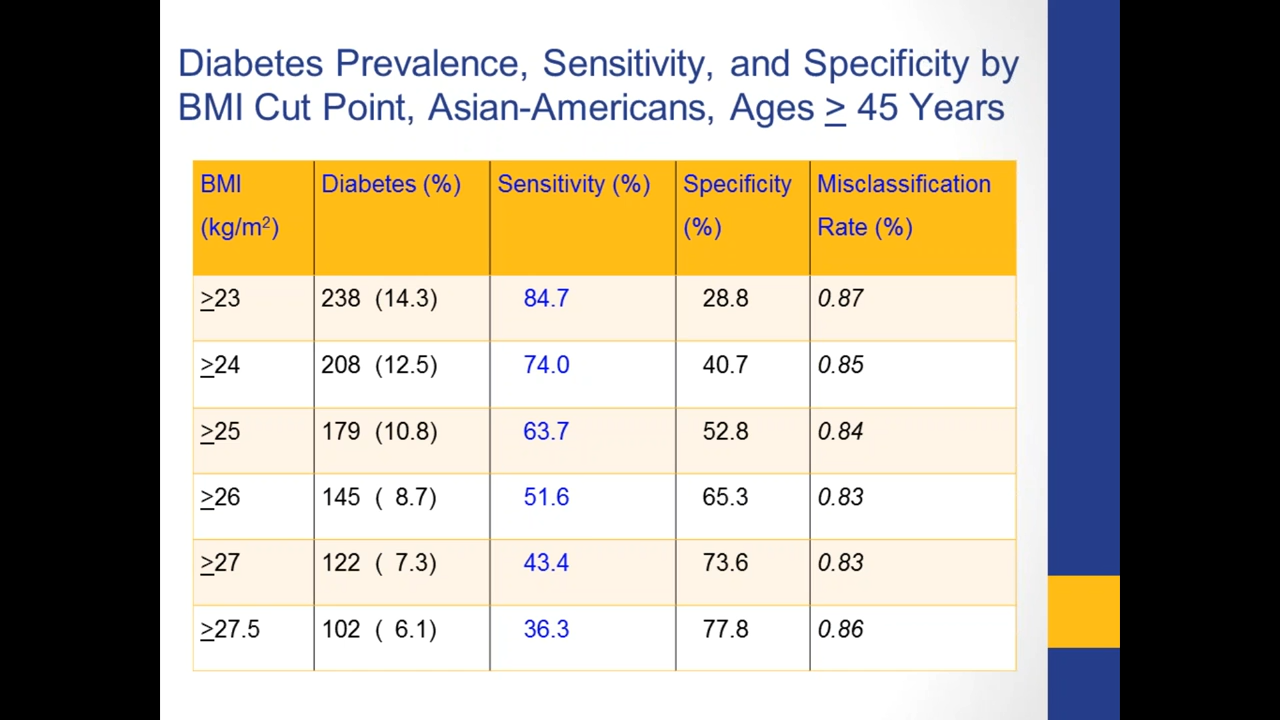 Diabetes Prevalence, Sensitivity, and Specificity by
BMI Cut Point, Asian-Americans, Ages ≥ 45 Years
BMI (kg/m²) Diabetes (%) Sensitivity (%) Specificity (%) Misclassification Rate (%)
≥23 238 (14.3) 84.7 28.8 0.87
≥24 208 (12.5) 74.0 40.7 0.85
≥25 179 (10.8) 63.7 52.8 0.84
≥26 145 ( 8.7) 51.6 65.3 0.83
≥27 122 ( 7.3) 43.4 73.6 0.83
≥27.5 102 ( 6.1) 36.3 77.8 0.86